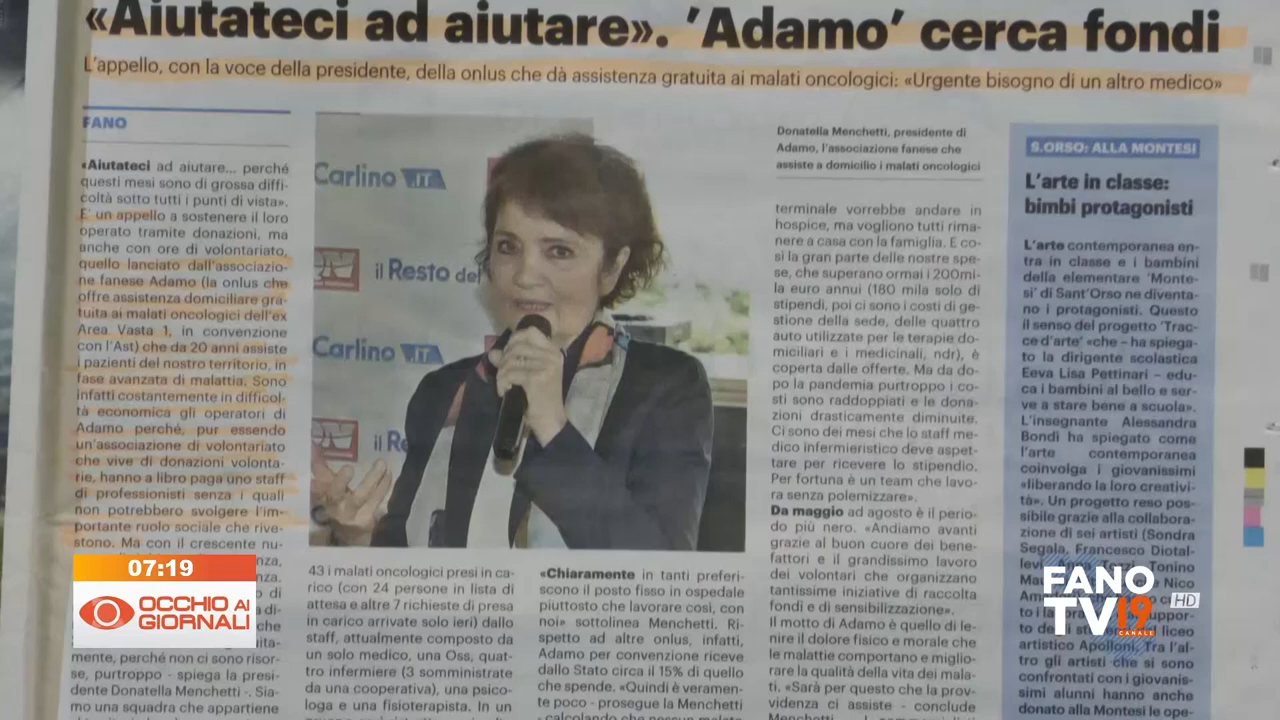 «Aiutateci ad aiutare». 'Adamo' cerca fondi
L'appello, con la voce della presidente, della onlus che dà assistenza gratuita ai malati oncologici: «Urgente bisogno di un altro medico»
FANO
«Aiutateci ad aiutare... perché
questi mesi sono di grossa diffi-
coltà sotto tutti i punti di vista».
E' un appello a sostenere il loro
operato tramite donazioni, ma
anche con ore di volontariato,
quello lanciato dall'associazio-
ne fanese Adamo (la onlus che
offre assistenza domiciliare gra-
tuita ai malati oncologici dell'ex
Area Vasta 1, in convenzione
con l'Ast) che da 20 anni assiste
i pazienti del nostro territorio, in
fase avanzata di malattia. Sono
infatti costantemente in difficol-
tà economica gli operatori di
Adamo perché, pur essendo
un'associazione di volontariato
che vive di donazioni volonta-
rie, hanno a libro paga uno staff
di professionisti senza i quali
non potrebbero svolgere l'im-
portante ruolo sociale che rive-
stono. Ma con il crescente nu-
mente, perché non ci sono risor-
se, purtroppo - spiega la presi-
dente Donatella Menchetti -. Sia-
mo una squadra che appartiene
Carlino .IT
il Resto del
Carlino .IT
il Re
43 i malati oncologici presi in ca-
rico (con 24 persone in lista di
attesa e altre 7 richieste di presa
in carico arrivate solo ieri) dallo
staff, attualmente composto da
un solo medico, una Oss, quat-
tro infermiere (3 somministrate
da una cooperativa), una psico-
loga e una fisioterapista. In un
«Chiaramente in tanti preferi-
scono il posto fisso in ospedale
piuttosto che lavorare così, con
noi» sottolinea Menchetti. Ri-
spetto ad altre onlus, infatti,
Adamo per convenzione riceve
dallo Stato circa il 15% di quello
che spende. «Quindi è veramen-
te poco - prosegue la Menchetti
Donatella Menchetti, presidente di
Adamo, l'associazione fanese che
assiste a domicilio i malati oncologici
terminale vorrebbe andare in
hospice, ma vogliono tutti rima-
nere a casa con la famiglia. E co-
sì la gran parte delle nostre spe-
se, che superano ormai i 200mi-
la euro annui (180 mila solo di
stipendi, poi ci sono i costi di ge-
stione della sede, delle quattro
auto utilizzate per le terapie do-
miciliari e i medicinali, ndr), è
coperta dalle offerte. Ma da do-
po la pandemia purtroppo i co-
sti sono raddoppiati e le dona-
zioni drasticamente diminuite.
Ci sono dei mesi che lo staff me-
dico infermieristico deve aspet-
tare per ricevere lo stipendio.
Per fortuna è un team che lavo-
ra senza polemizzare».
Da maggio ad agosto è il perio-
do più nero. «Andiamo avanti
grazie al buon cuore dei bene-
fattori e il grandissimo lavoro
dei volontari che organizzano
tantissime iniziative di raccolta
fondi e di sensibilizzazione».
Il motto di Adamo è quello di le-
nire il dolore fisico e morale che
le malattie comportano e miglio-
rare la qualità della vita dei mala-
ti. «Sarà per questo che la prov-
videnza ci assiste - conclude
S.ORSO: ALLA MONTESI
L'arte in classe:
bimbi protagonisti
L'arte contemporanea en-
tra in classe e i bambini
della elementare 'Monte-
si' di Sant'Orso ne diventa-
no i protagonisti. Questo
il senso del progetto 'Trac-
ce d'arte' «che – ha spiega-
to la dirigente scolastica
Eeva Lisa Pettinari – edu-
ca i bambini al bello e ser-
ve a stare bene a scuola».
L'insegnante Alessandra
Bondi ha spiegato come
l'arte contemporanea
coinvolga i giovanissimi
«liberando la loro creativi-
tà». Un progetto reso pos-
sibile grazie alla collabora-
zione di sei artisti (Sondra
Segala, Francesco Diotal-
artistico Apolloni. Tra l'al-
tro gli artisti che si sono
confrontati con i giovanis-
simi alunni hanno anche
donato alla Montesi le ope-
07:19
OCCHIO AI
GIORNALI
FANO
TV19 HD
CANALE